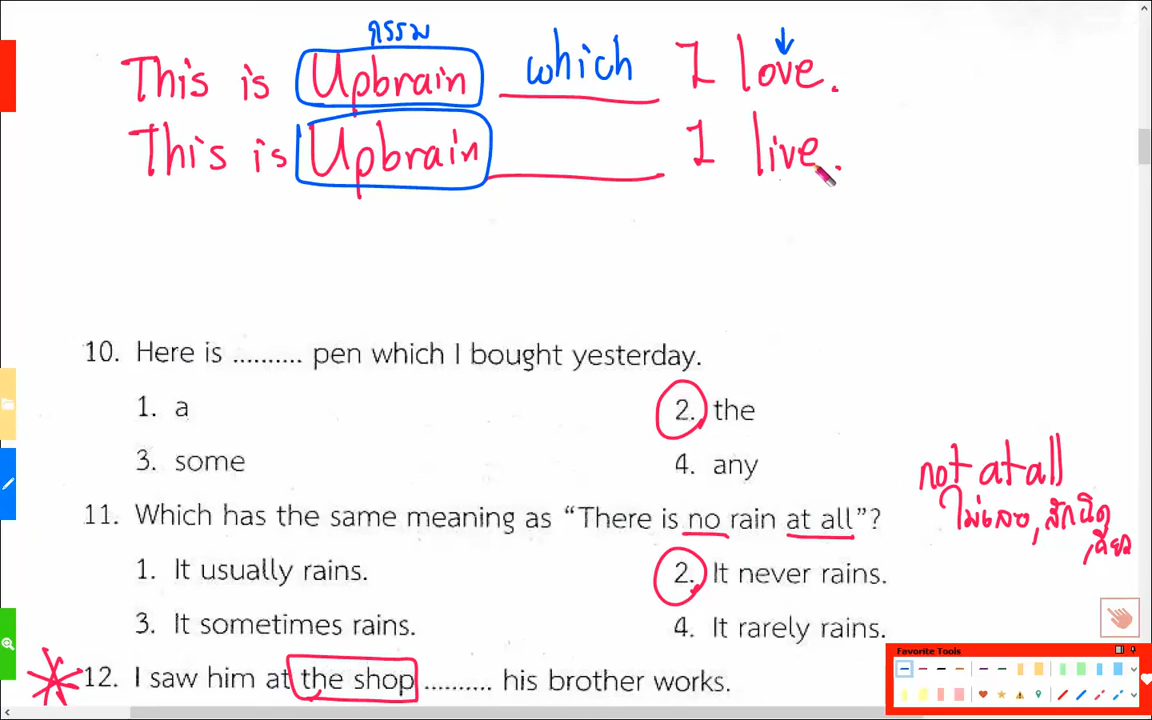 กรรม
This is Upbrain which I love.
This is Upbrain ________ I live.
10. Here is .......... pen which I bought yesterday.
1. a
2. the
3. some
4. any
not at all
ไม่เลย, สักนิด
, เดียว
11. Which has the same meaning as “There is no rain at all”?
1. It usually rains.
2. It never rains.
3. It sometimes rains.
4. It rarely rains.
12. I saw him at the shop .......... his brother works.
Favorite Tools